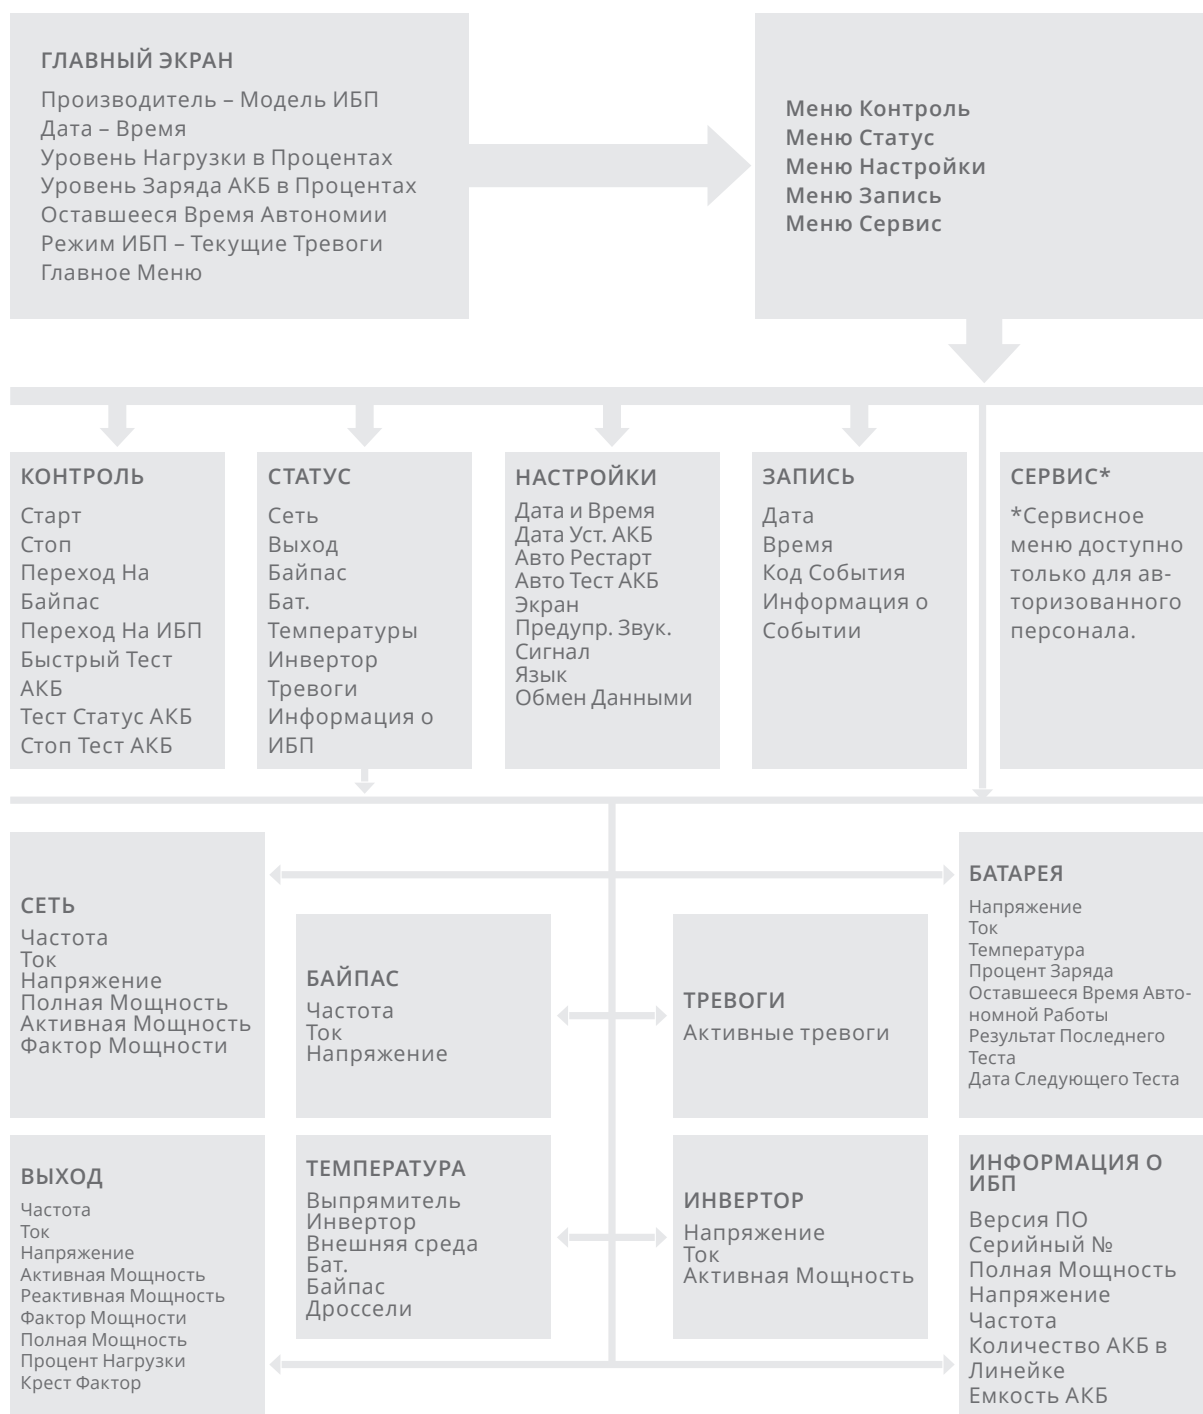 ГЛАВНЫЙ ЭКРАН
Производитель – Модель ИБП
Дата – Время
Уровень Нагрузки в Процентах
Уровень Заряда АКБ в Процентах
Оставшееся Время Автономии
Режим ИБП – Текущие Тревоги
Главное Меню
Меню Контроль
Меню Статус
Меню Настройки
Меню Запись
Меню Сервис
КОНТРОЛЬ
Старт
Стоп
Переход На
Байпас
Переход На ИБП
Быстрый Тест
АКБ
Тест Статус АКБ
Стоп Тест АКБ
СТАТУС
Сеть
Выход
Байпас
Бат.
Температуры
Инвертор
Тревоги
Информация о
ИБП
НАСТРОЙКИ
Дата и Время
Дата Уст. АКБ
Авто Рестарт
Авто Тест АКБ
Экран
Предупр. Звук.
Сигнал
Язык
Обмен Данными
ЗАПИСЬ
Дата
Время
Код События
Информация о
Событии
СЕРВИС*
*Сервисное
меню доступно
только для ав-
торизованного
персонала.
СЕТЬ
Частота
Ток
Напряжение
Полная Мощность
Активная Мощность
Фактор Мощности
БАЙПАС
Частота
Ток
Напряжение
ТРЕВОГИ
Активные тревоги
БАТАРЕЯ
Напряжение
Ток
Температура
Процент Заряда
Оставшееся Время Авто-
номной Работы
Результат Последнего
Теста
Дата Следующего Теста
ВЫХОД
Частота
Ток
Напряжение
Активная Мощность
Реактивная Мощность
Фактор Мощности
Полная Мощность
Процент Нагрузки
Крест Фактор
ТЕМПЕРАТУРА
Выпрямитель
Инвертор
Внешняя среда
Бат.
Байпас
Дроссели
ИНВЕРТОР
Напряжение
Ток
Активная Мощность
ИНФОРМАЦИЯ О
ИБП
Версия ПО
Серийный №
Полная Мощность
Напряжение
Частота
Количество АКБ в
Линейке
Емкость АКБ